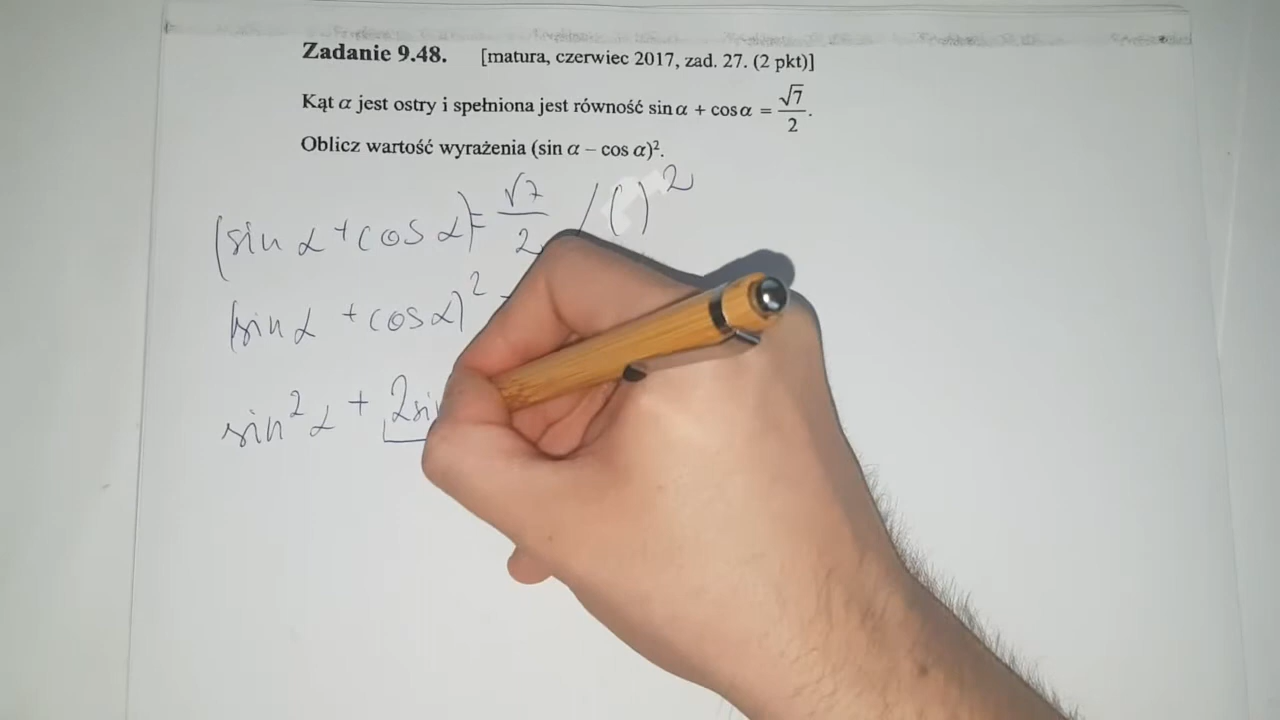 Zadanie 9.48. [matura, czerwiec 2017, zad. 27. (2 pkt)]
Kąt α jest ostry i spełniona jest równość sin α + cos α = √7/2.
Oblicz wartość wyrażenia (sin α – cos α)².
(sin α + cos α) = √7/2 /( )²
(sin α + cos α)²
sin²α + 2sin